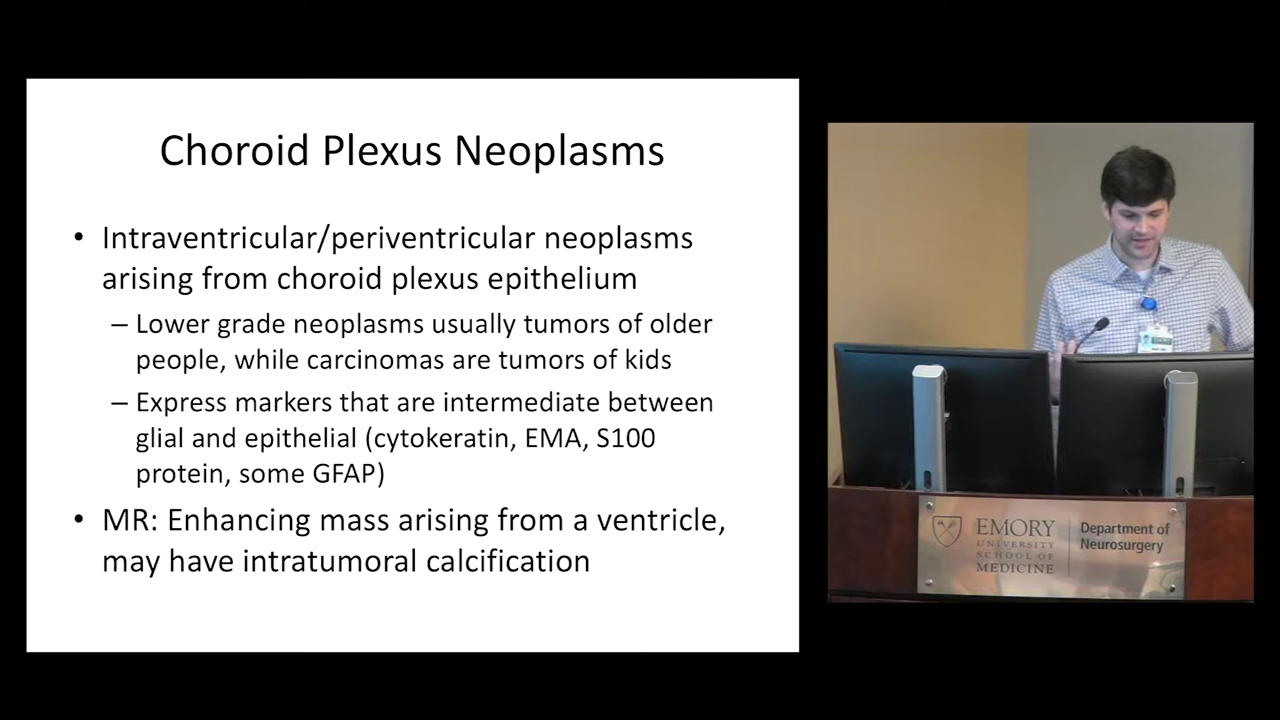 Choroid Plexus Neoplasms
• Intraventricular/periventricular neoplasms
arising from choroid plexus epithelium
– Lower grade neoplasms usually tumors of older
people, while carcinomas are tumors of kids
– Express markers that are intermediate between
glial and epithelial (cytokeratin, EMA, S100
protein, some GFAP)
• MR: Enhancing mass arising from a ventricle,
may have intratumoral calcification
EMORY
UNIVERSITY
SCHOOL OF
MEDICINE
Department of
Neurosurgery